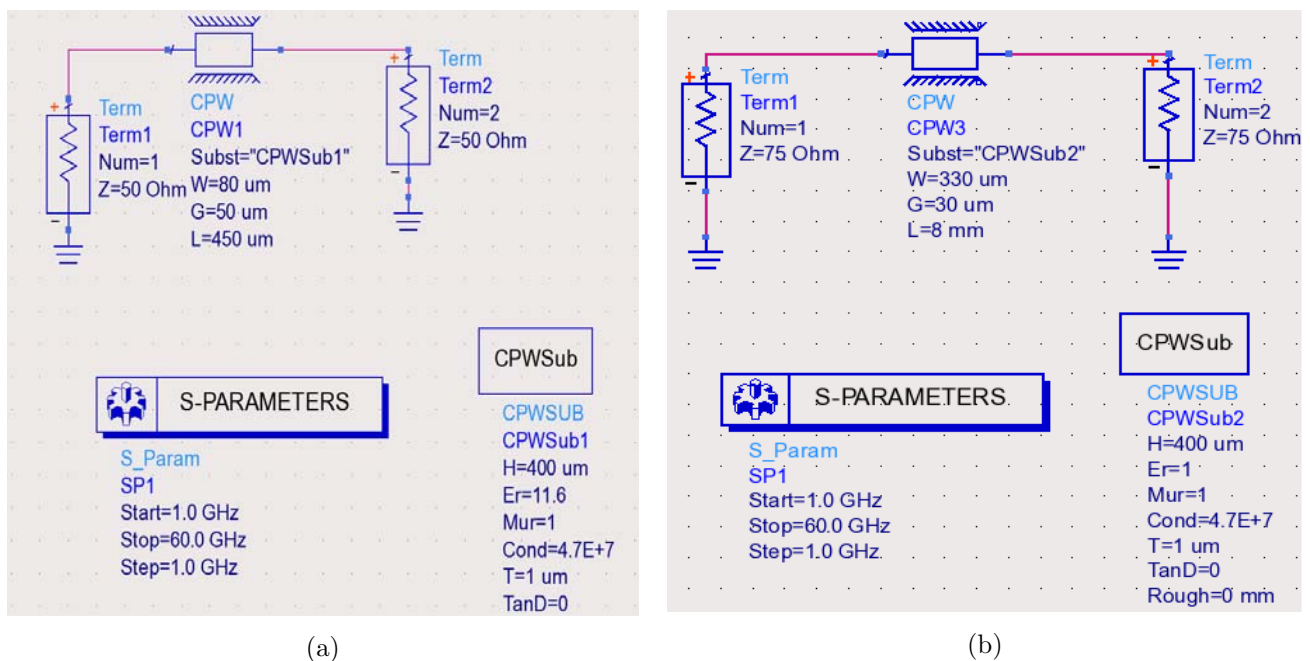 Term
Term1
Num=1
Z=50 Ohm
CPW
CPW1
Subst="CPWSub1"
W=80 um
G=50 um
L=450 um
Term
Term2
Num=2
Z=50 Ohm
S-PARAMETERS
S_Param
SP1
Start=1.0 GHz
Stop=60.0 GHz
Step=1.0 GHz
CPWSub
CPWSUB
CPWSub1
H=400 um
Er=11.6
Mur=1
Cond=4.7E+7
T=1 um
TanD=0
(a)
Term
Term1
Num=1
Z=75 Ohm
CPW
CPW3
Subst="CPWSub2"
W=330 um
G=30 um
L=8 mm
Term
Term2
Num=2
Z=75 Ohm
S-PARAMETERS
S_Param
SP1
Start=1.0 GHz
Stop=60.0 GHz
Step=1.0 GHz
CPWSub
CPWSUB
CPWSub2
H=400 um
Er=1
Mur=1
Cond=4.7E+7
T=1 um
TanD=0
Rough=0 mm
(b)